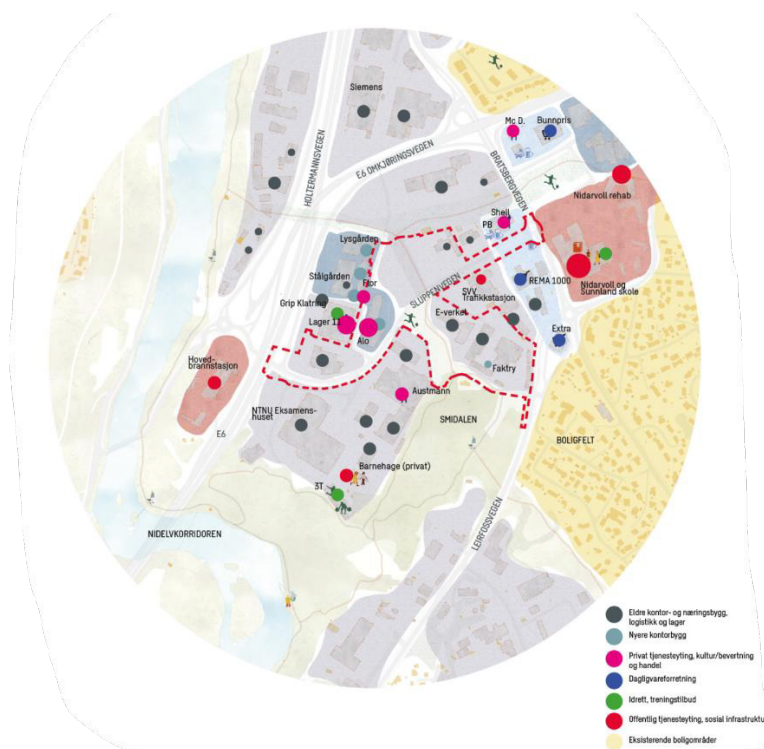 Siemens
Mc D.
Bunnpris
E6 OMKJØRINGSVEGEN
HOLTERMANNSVEGEN
BRATSBERGVEGEN
Nidarvoll rehab
Shell
PB
Lysgården
Stålgården
Fjor
SLUPPENVEGEN
SVV
Trafikkstasjon
REMA 1000
Nidarvoll og
Sunnland skole
Grip Klatring
Lager 11
E-verket
Alo
Extra
Hoved-
brannstasjon
Faktry
Austmann
NTNU Eksamens-
huset
SMIDALEN
E6
BOLIGFELT
Barnehage (privat)
3T
NIDELVKORRIDOREN
LEIRFOSSVEGEN
Eldre kontor- og næringsbygg,
logistikk og lager
Nyere kontorbygg
Privat tjenesteyting, kultur/bevertning
og handel
Dagligvareforretning
Idrett, treningstilbud
Offentlig tjenesteyting, sosial infrastruktu
Eksisterende boligområder